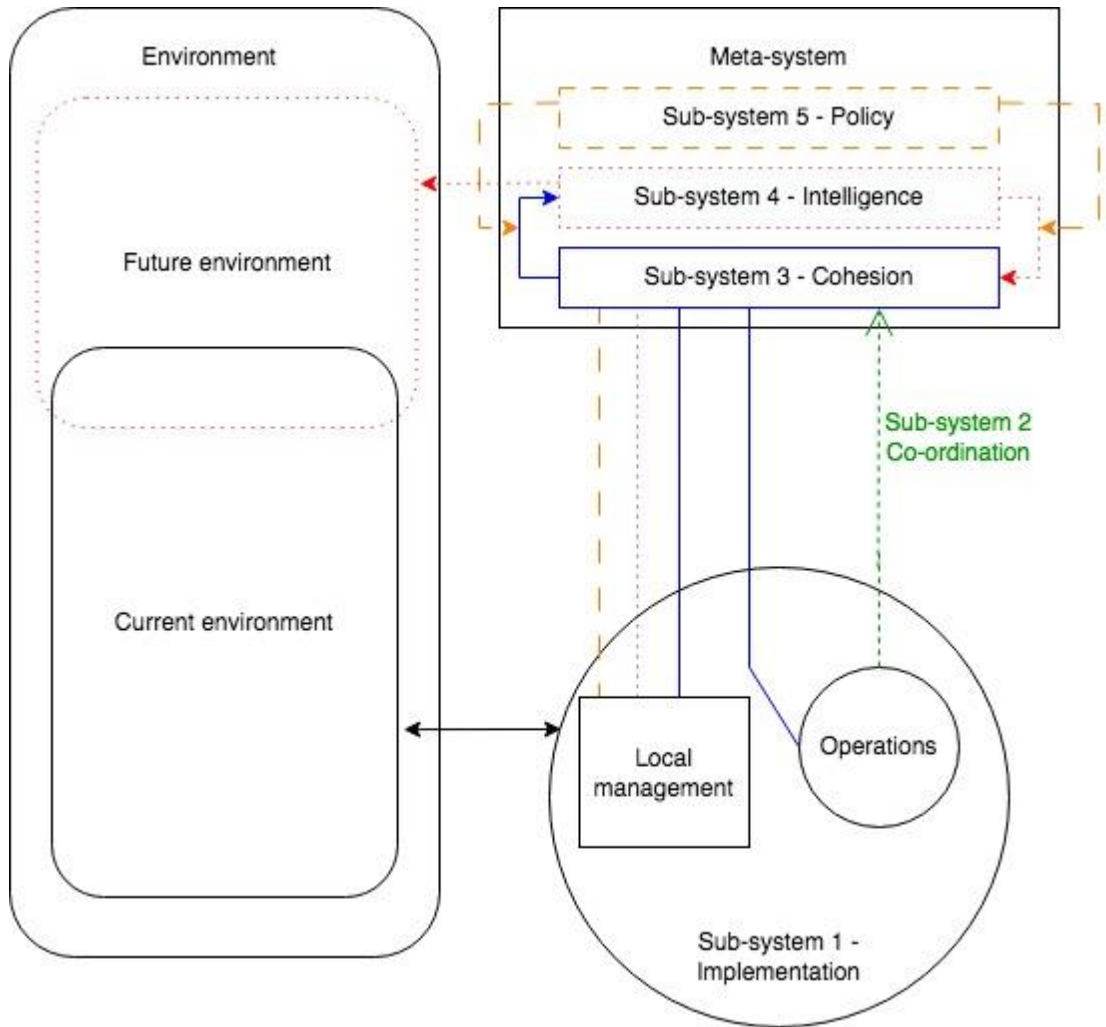 Environment
Meta-system
Sub-system 5 - Policy
Sub-system 4 - Intelligence
Future environment
Sub-system 3 - Cohesion
Sub-system 2
Co-ordination
Current environment
Local
management
Operations
Sub-system 1 -
Implementation